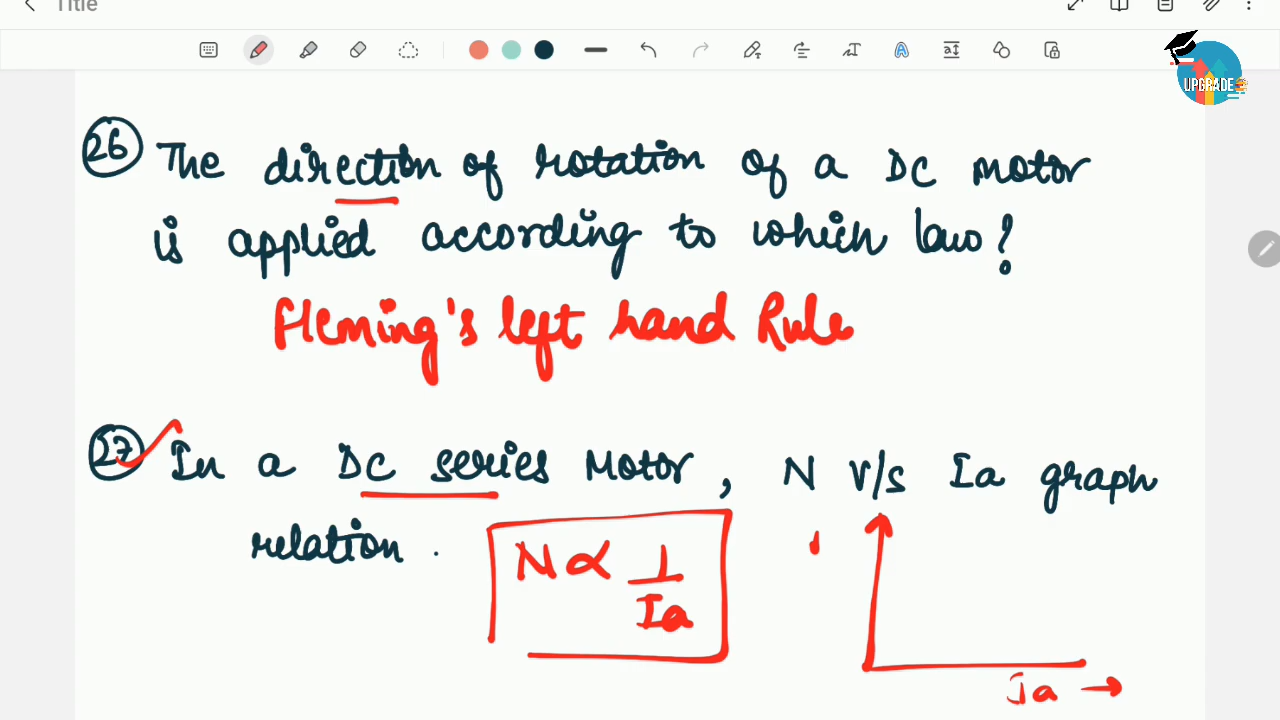 Title
UPGRADE
26 The direction of rotation of a DC motor
is applied according to which law?
Fleming's left hand Rule
27 In a DC series Motor, N v/s Ia graph
relation.
N ∝ 1/Ia
Ia →